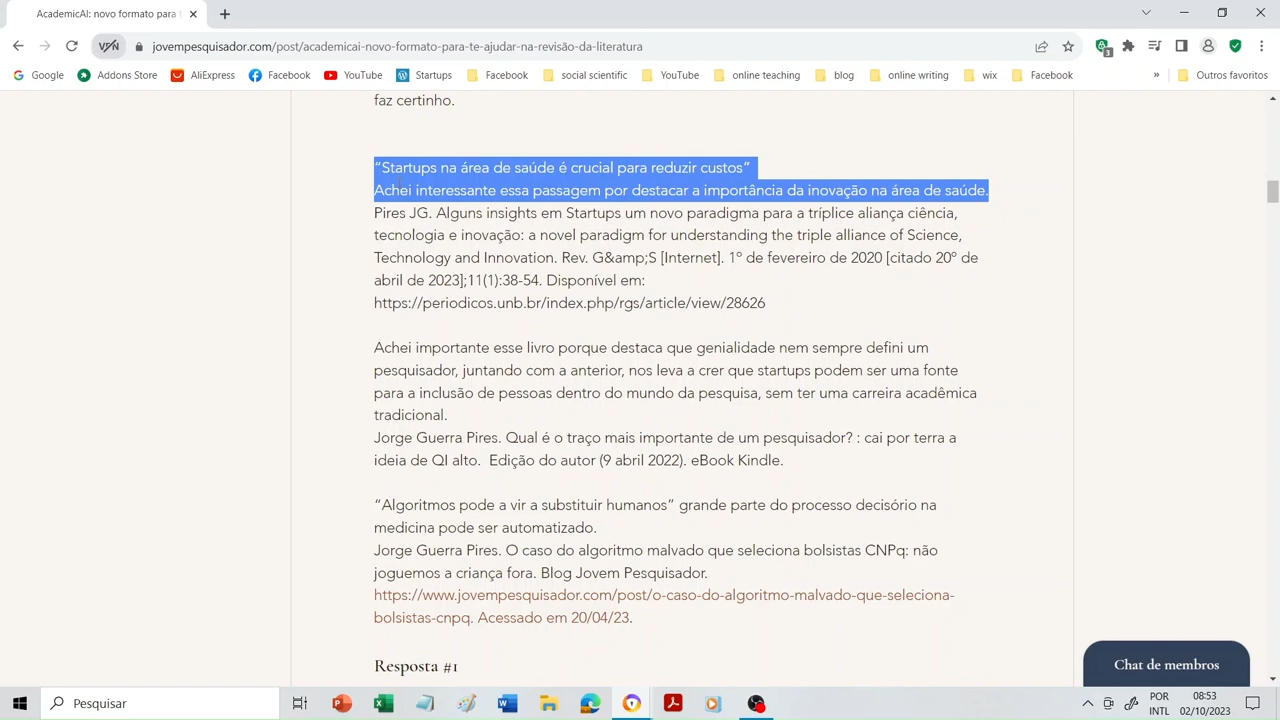 AcademicAI: novo formato para t
jovempesquisador.com/post/academicai-novo-formato-para-te-ajudar-na-revisão-da-literatura
Google
Addons Store
AliExpress
Facebook
YouTube
Startups
Facebook
social scientific
YouTube
online teaching
blog
online writing
wix
Facebook
»
Outros favoritos
faz certinho.
“Startups na área de saúde é crucial para reduzir custos”
Achei interessante essa passagem por destacar a importância da inovação na área de saúde.
Pires JG. Alguns insights em Startups um novo paradigma para a tríplice aliança ciência,
tecnologia e inovação: a novel paradigm for understanding the triple alliance of Science,
Technology and Innovation. Rev. G&amp;S [Internet]. 1º de fevereiro de 2020 [citado 20º de
abril de 2023];11(1):38-54. Disponível em:
https://periodicos.unb.br/index.php/rgs/article/view/28626
Achei importante esse livro porque destaca que genialidade nem sempre defini um
pesquisador, juntando com a anterior, nos leva a crer que startups podem ser uma fonte
para a inclusão de pessoas dentro do mundo da pesquisa, sem ter uma carreira acadêmica
tradicional.
Jorge Guerra Pires. Qual é o traço mais importante de um pesquisador? : cai por terra a
ideia de QI alto. Edição do autor (9 abril 2022). eBook Kindle.
“Algoritmos pode a vir a substituir humanos” grande parte do processo decisório na
medicina pode ser automatizado.
Jorge Guerra Pires. O caso do algoritmo malvado que seleciona bolsistas CNPq: não
joguemos a criança fora. Blog Jovem Pesquisador.
https://www.jovempesquisador.com/post/o-caso-do-algoritmo-malvado-que-seleciona-
bolsistas-cnpq. Acessado em 20/04/23.
Resposta #1
Chat de membros
Pesquisar
POR
INTL
08:53
02/10/2023
VPN
3